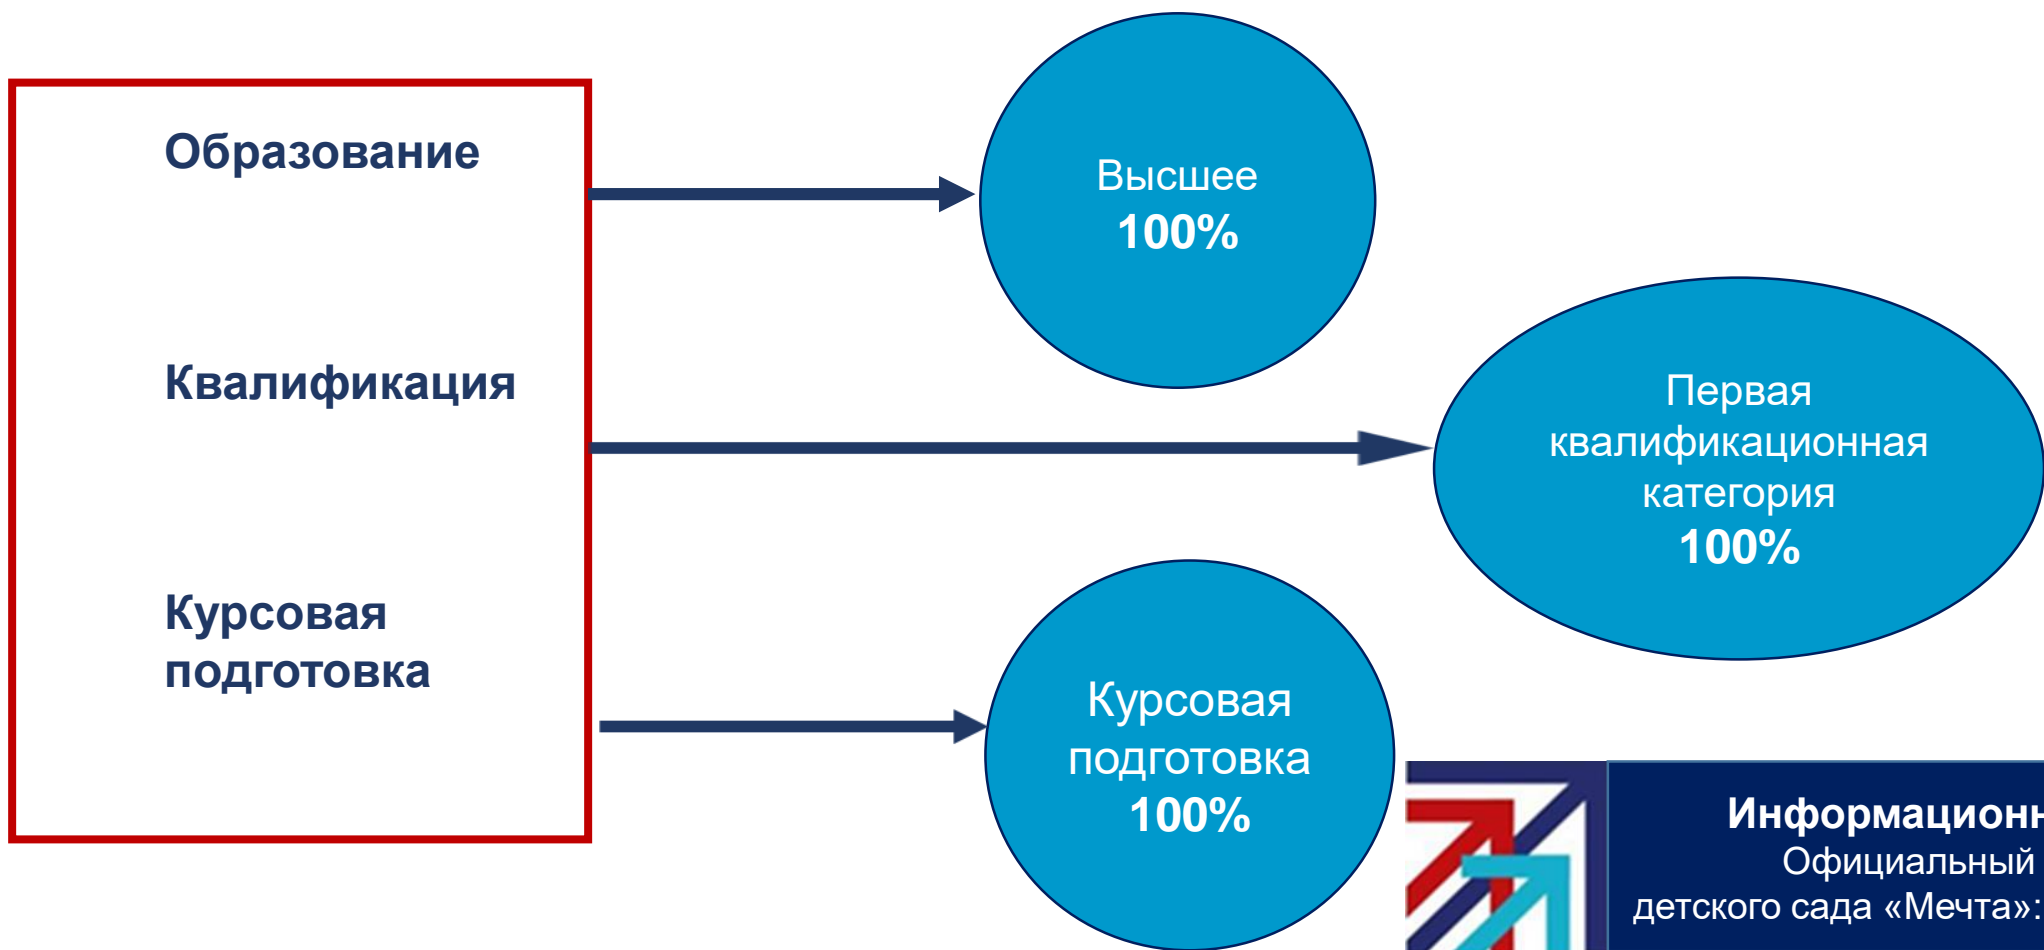 Образование
Высшее
100%
Квалификация
Первая
квалификационная
категория
100%
Курсовая
подготовка
Курсовая
подготовка
100%
Официальный
детского сада «Мечта»: